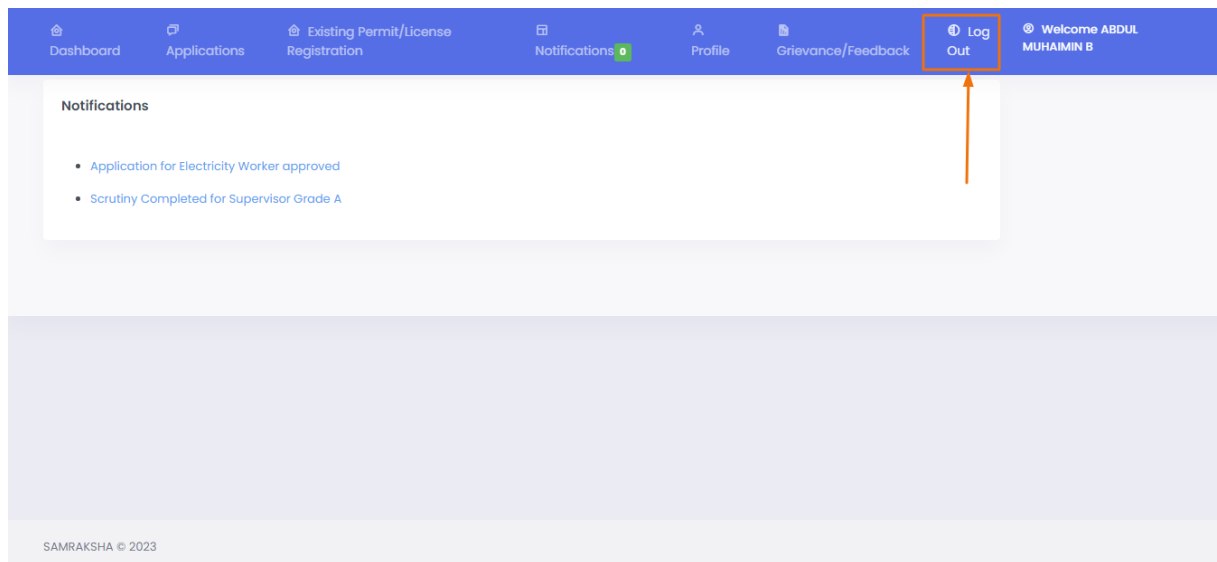 Dashboard
Applications
Existing Permit/License
Registration
Notifications 0
Profile
Grievance/Feedback
Log
Out
Welcome ABDUL
MUHAIMIN B
Notifications
Application for Electricity Worker approved
Scrutiny Completed for Supervisor Grade A
SAMRAKSHA © 2023